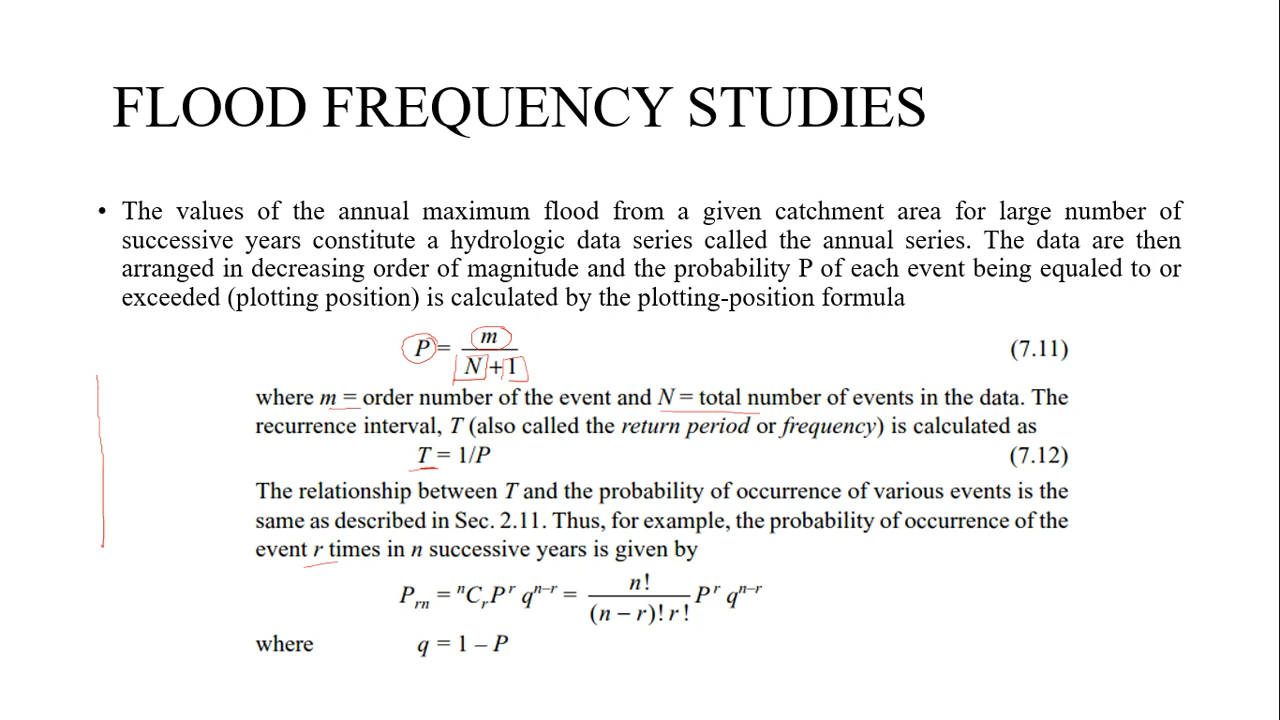 FLOOD FREQUENCY STUDIES
• The values of the annual maximum flood from a given catchment area for large number of
successive years constitute a hydrologic data series called the annual series. The data are then
arranged in decreasing order of magnitude and the probability P of each event being equaled to or
exceeded (plotting position) is calculated by the plotting-position formula
P = m / (N + 1) (7.11)
where m = order number of the event and N = total number of events in the data. The
recurrence interval, T (also called the return period or frequency) is calculated as
T = 1/P (7.12)
The relationship between T and the probability of occurrence of various events is the
same as described in Sec. 2.11. Thus, for example, the probability of occurrence of the
event r times in n successive years is given by
Pᵣₙ = ⁿCᵣPʳ qⁿ⁻ʳ = n! / ((n – r)! r!) Pʳ qⁿ⁻ʳ
where q = 1 – P